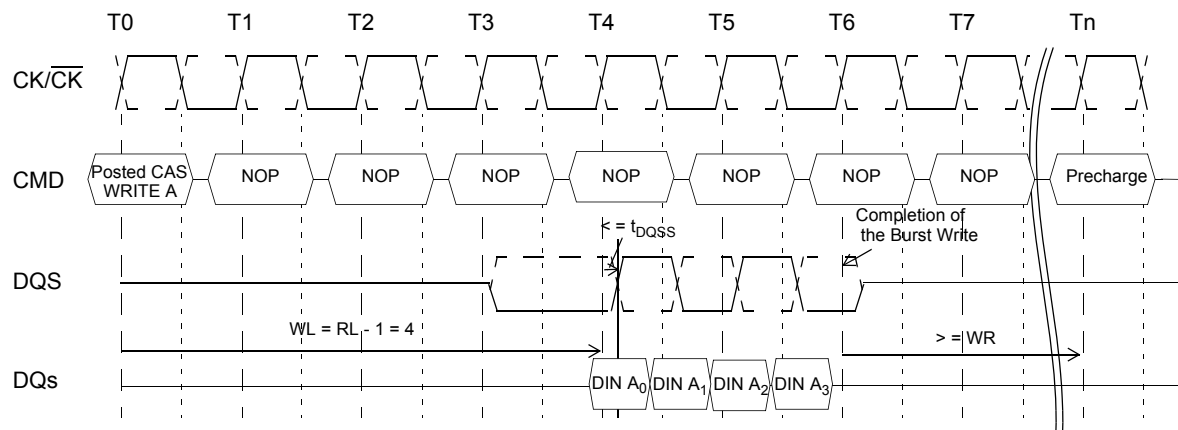 T0 T1 T2 T3 T4 T5 T6 T7 Tn
CK/C̅K̅
CMD
Posted CAS
WRITE A
NOP NOP NOP NOP NOP NOP NOP Precharge
< = tDQSS
Completion of
the Burst Write
DQS
WL = RL - 1 = 4
> = WR
DQs
DIN A0 DIN A1 DIN A2 DIN A3